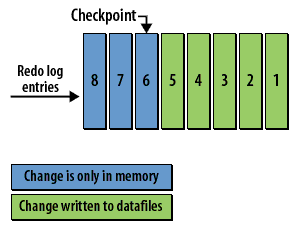 Checkpoint
Redo log
entries
8 7 6 5 4 3 2 1
Change is only in memory
Change written to datafiles